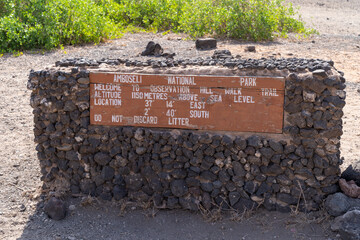 AMBOSELI NATIONAL PARK
WELCOME TO OBSERVATION HILL WALK TRAIL
ALTITUDE 1150 METRES ABOVE SEA LEVEL
LOCATION 37 14' EAST
2° 40' SOUTH
DO NOT DISCARD LITTER